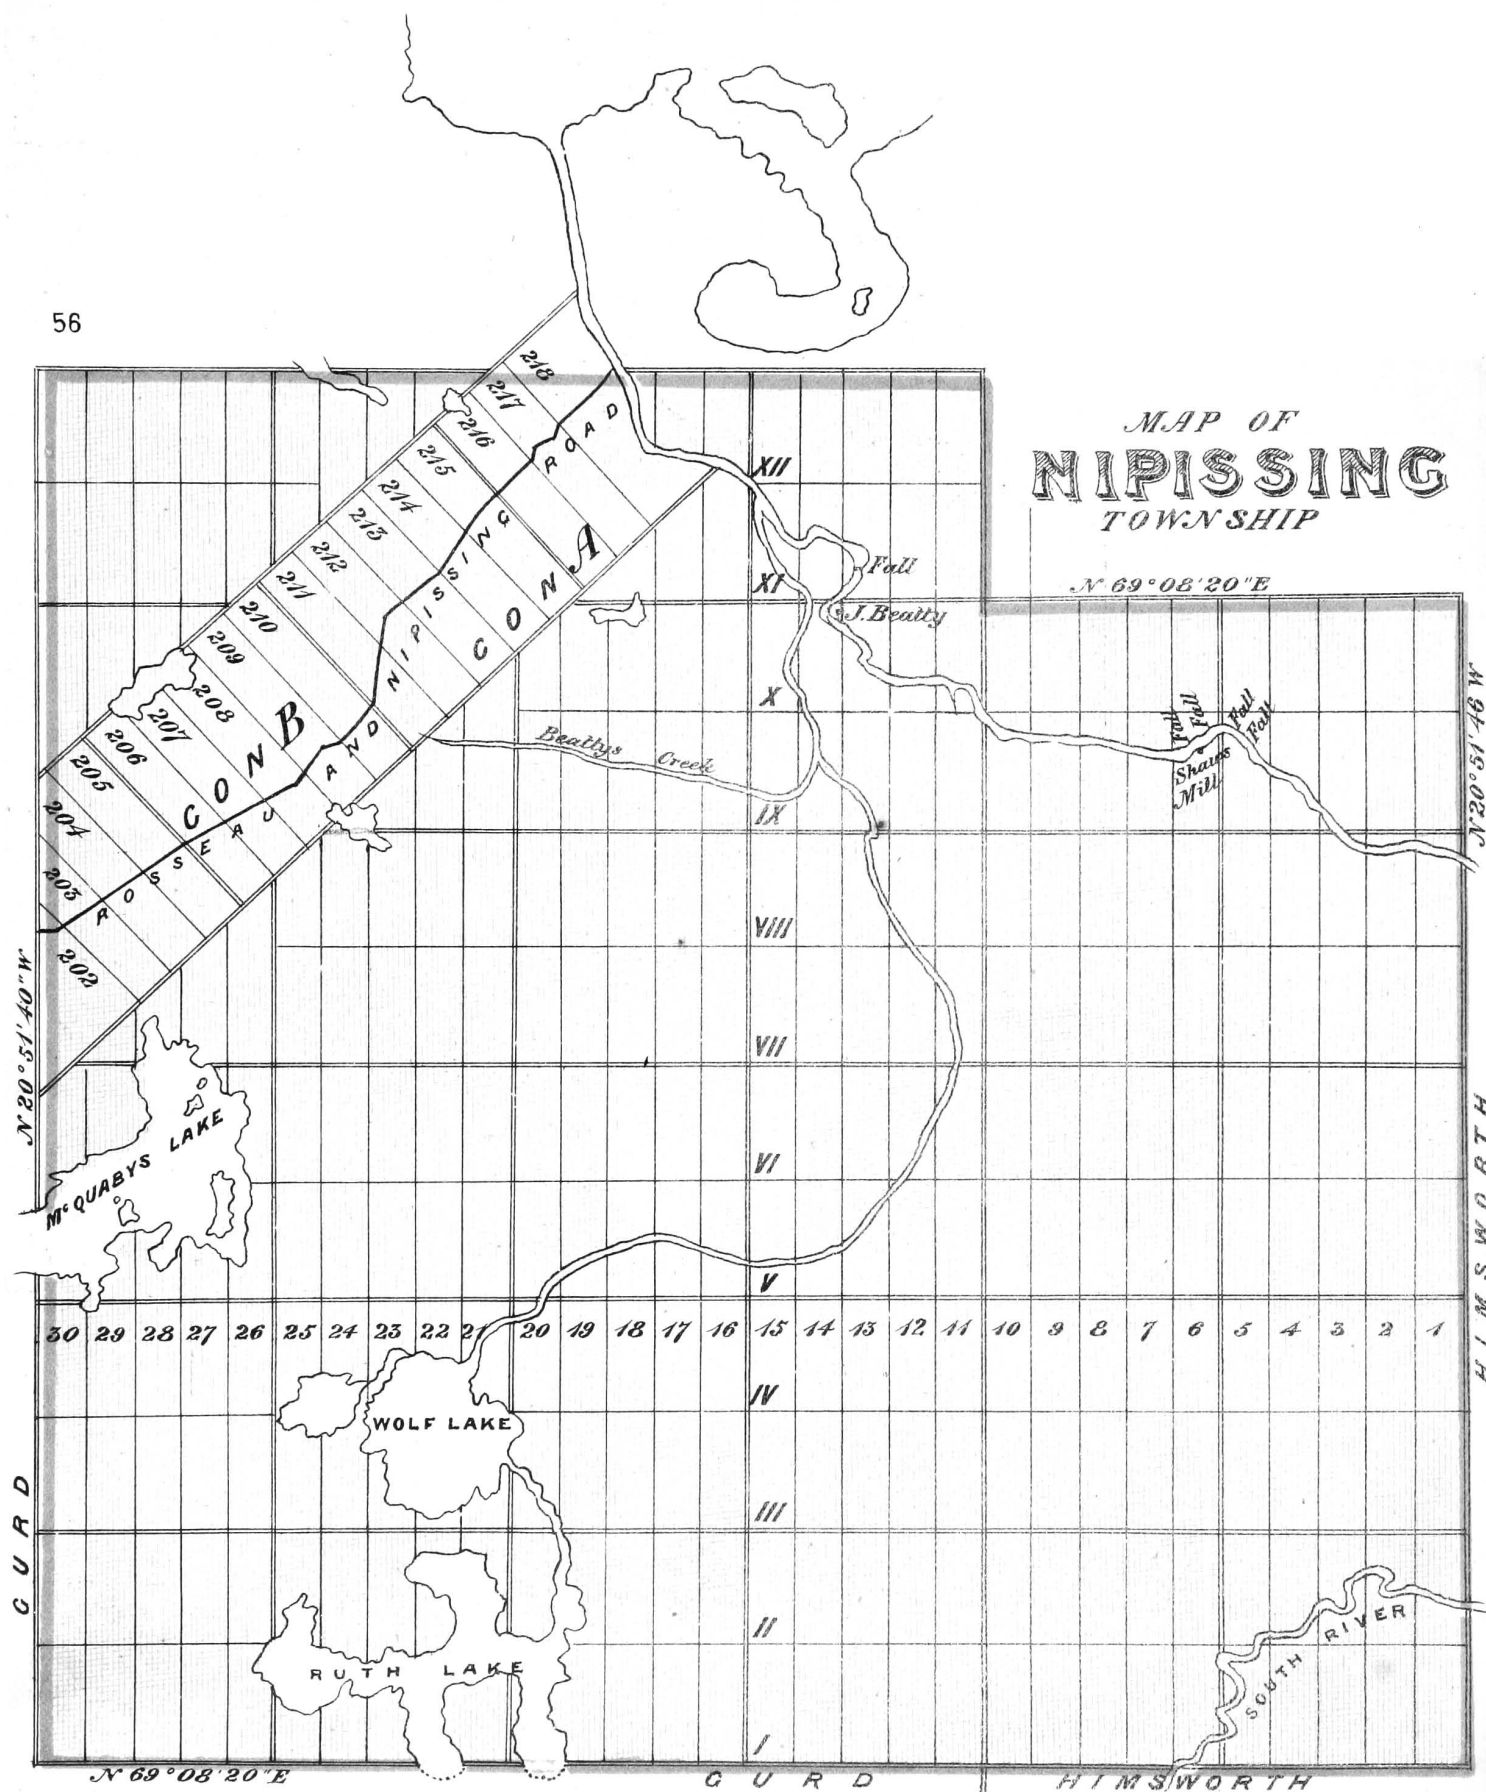 56
MAP OF
NIPISSING
TOWNSHIP
N 69°08'20"E
218
217
216
215
214
213
212
211
210
209
208
207
206
205
204
203
202
CON B
CON A
ROSSEAU AND NIPISSING ROAD
XII
XI
X
IX
VIII
VII
VI
V
Fall
J. Beatty
Beattys Creek
Fall
Fall
Fall
Fall
Shaws
Mill
N 20°51'46 W
N 20°51'40" W
McQUABYS LAKE
HIMSWORTH
30 29 28 27 26 25 24 23 22 21 20 19 18 17 16 15 14 13 12 11 10 9 8 7 6 5 4 3 2 1
IV
WOLF LAKE
III
GURD
II
RUTH LAKE
SOUTH RIVER
I
N 69°08'20"E
GURD
HIMSWORTH